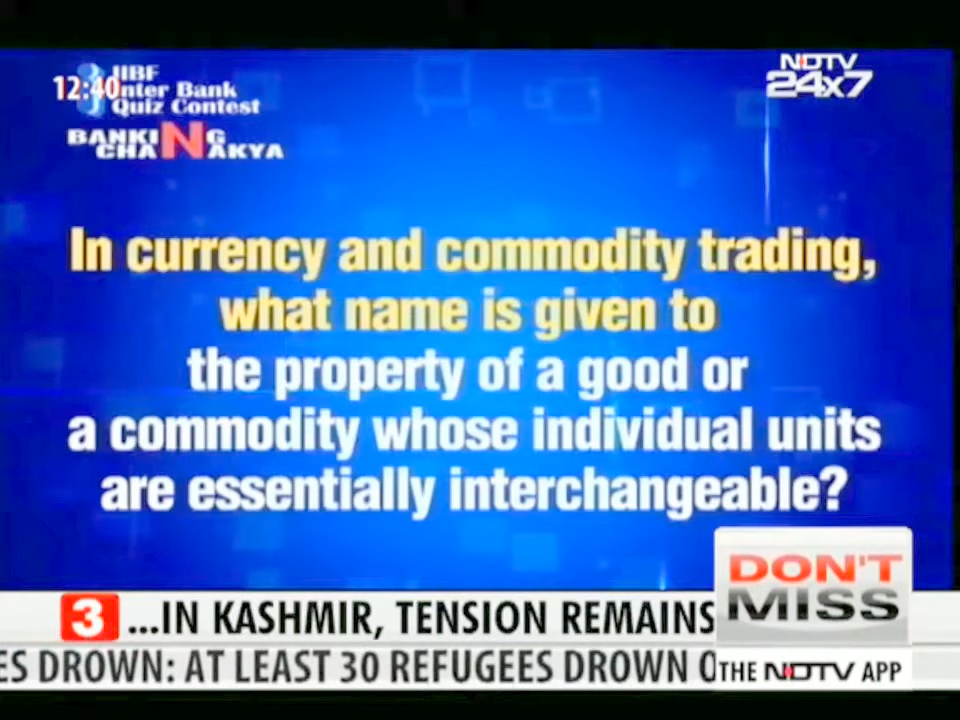 12:40
IIBF
Inter Bank
Quiz Contest
BANKING
CHANAKYA
NDTV
24x7
In currency and commodity trading,
what name is given to
the property of a good or
a commodity whose individual units
are essentially interchangeable?
DON'T
MISS
3 ...IN KASHMIR, TENSION REMAINS
ES DROWN: AT LEAST 30 REFUGEES DROWN O
THE NDTV APP